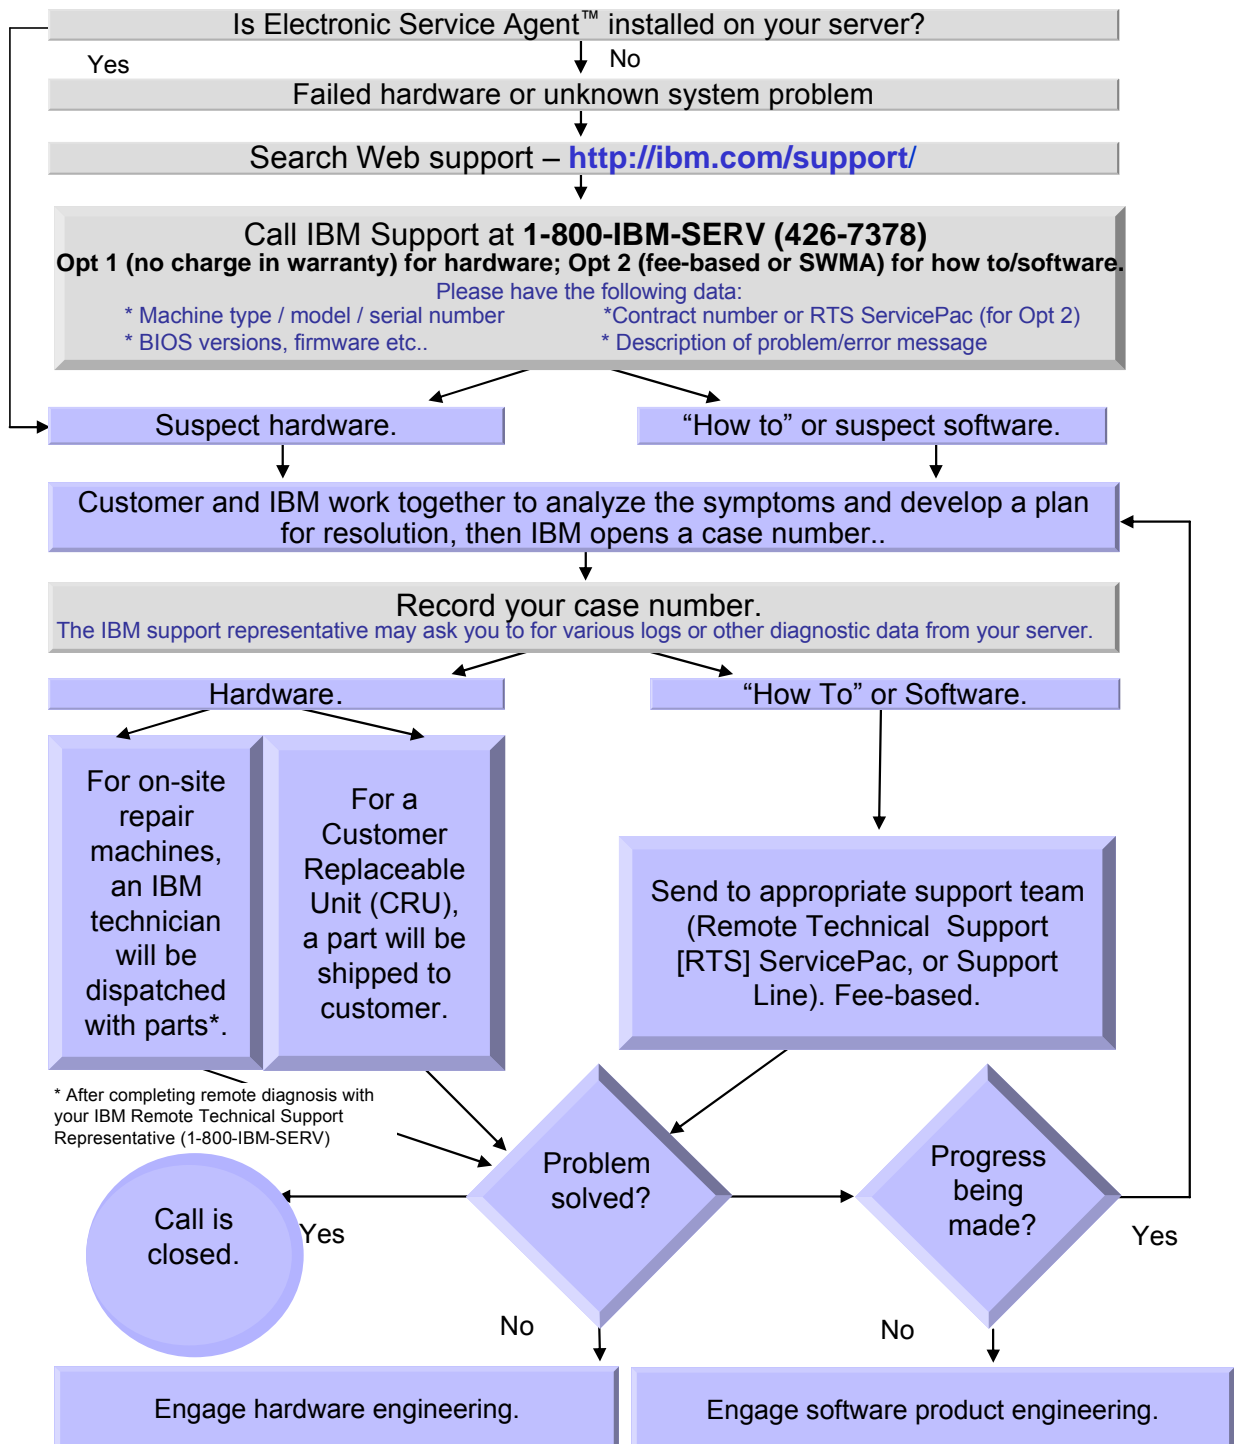 Is Electronic Service Agent™ installed on your server?
Yes
No
Failed hardware or unknown system problem
Search Web support – http://ibm.com/support/
Call IBM Support at 1-800-IBM-SERV (426-7378)
Opt 1 (no charge in warranty) for hardware; Opt 2 (fee-based or SWMA) for how to/software.
Please have the following data:
* Machine type / model / serial number
*Contract number or RTS ServicePac (for Opt 2)
* BIOS versions, firmware etc..
* Description of problem/error message
Suspect hardware.
“How to” or suspect software.
Customer and IBM work together to analyze the symptoms and develop a plan
for resolution, then IBM opens a case number..
Record your case number.
The IBM support representative may ask you to for various logs or other diagnostic data from your server.
Hardware.
“How To” or Software.
For on-site
repair
machines,
an IBM
technician
will be
dispatched
with parts*.
For a
Customer
Replaceable
Unit (CRU),
a part will be
shipped to
customer.
Send to appropriate support team
(Remote Technical Support
[RTS] ServicePac, or Support
Line). Fee-based.
* After completing remote diagnosis with
your IBM Remote Technical Support
Representative (1-800-IBM-SERV)
Problem
solved?
Progress
being
made?
Call is
closed.
Yes
Yes
No
No
Engage hardware engineering.
Engage software product engineering.